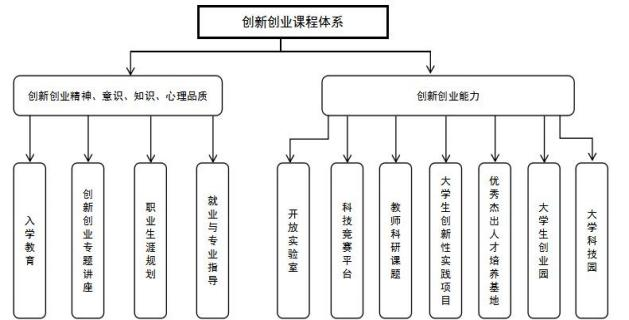 创新创业课程体系
创新创业精神、意识、知识、心理品质
创新创业能力
入学教育
创新创业专题讲座
职业生涯规划
就业与专业指导
开放实验室
科技竞赛平台
教师科研课题
大学生创新性实践项目
优秀杰出人才培养基地
大学生创业园
大学科技园